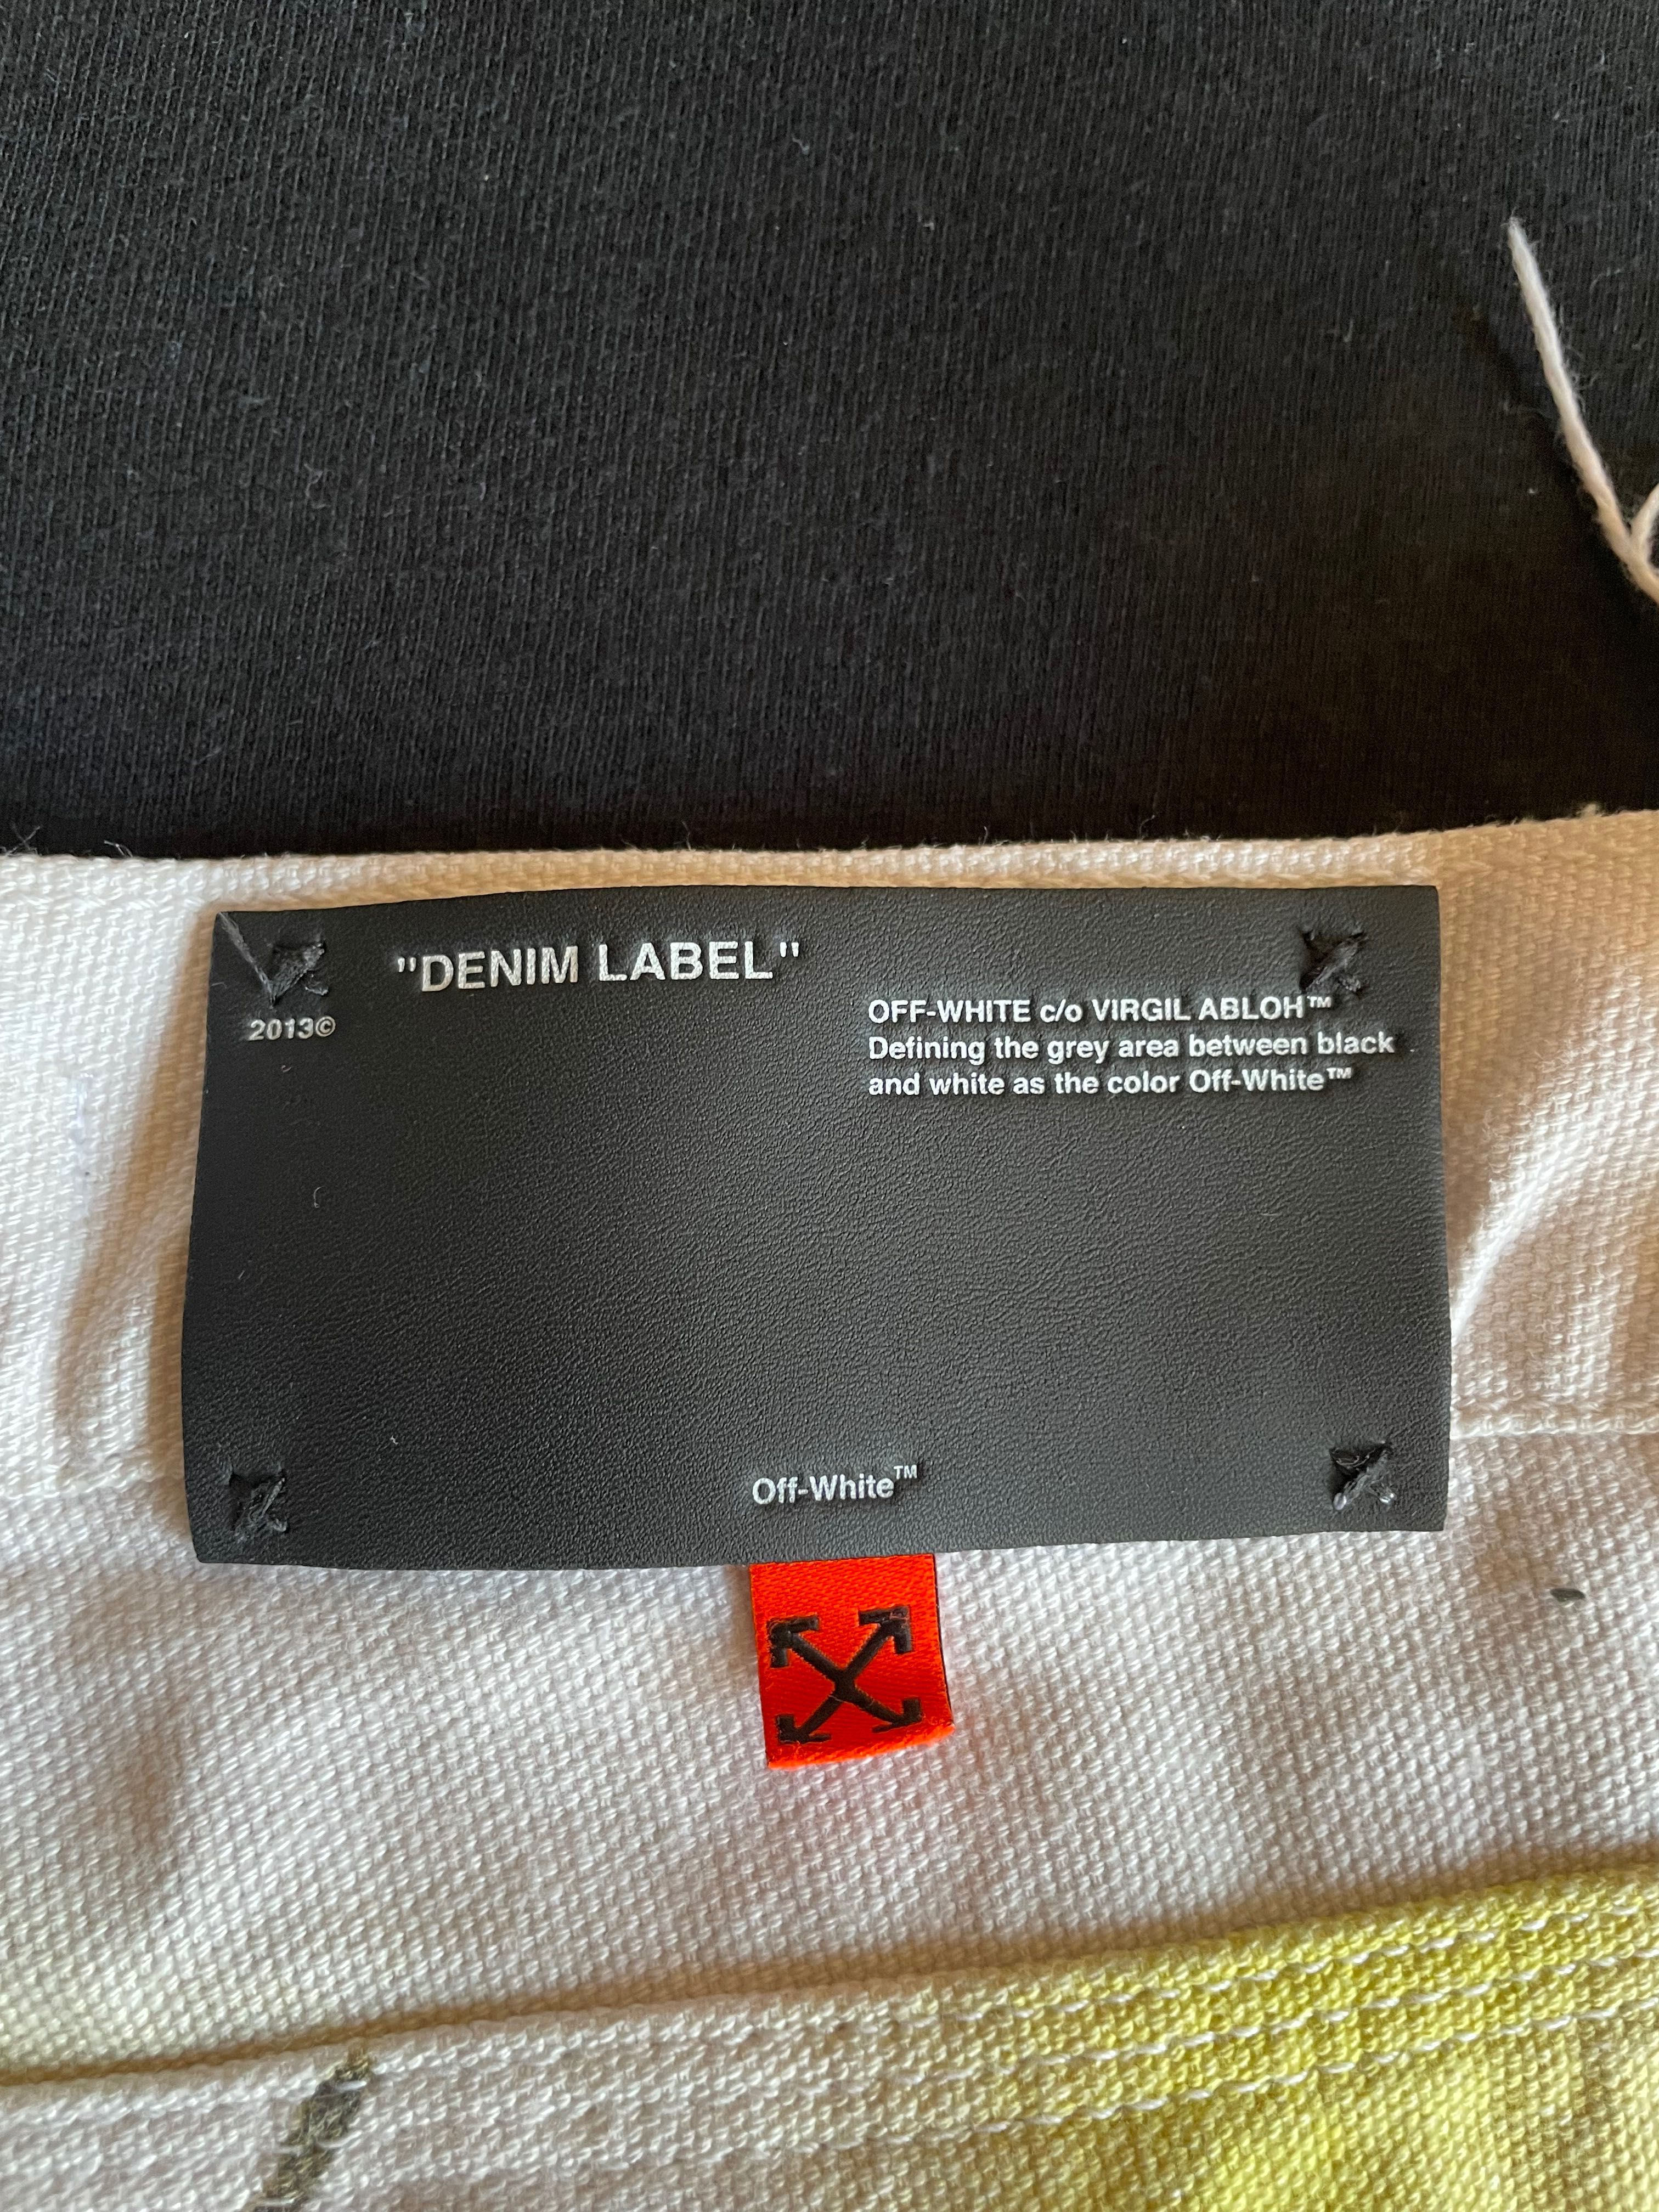 "DENIM LABEL"
2013©
OFF-WHITE c/o VIRGIL ABLOH™
Defining the grey area between black
and white as the color Off-White™
Off-White™